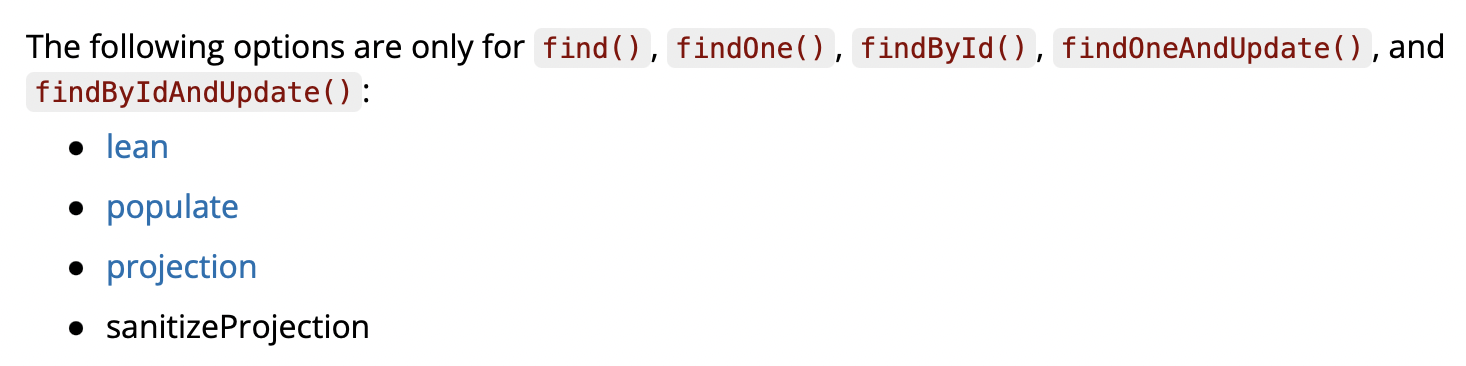 The following options are only for find(), findOne(), findById(), findOneAndUpdate(), and
findByIdAndUpdate():
● lean
● populate
● projection
● sanitizeProjection